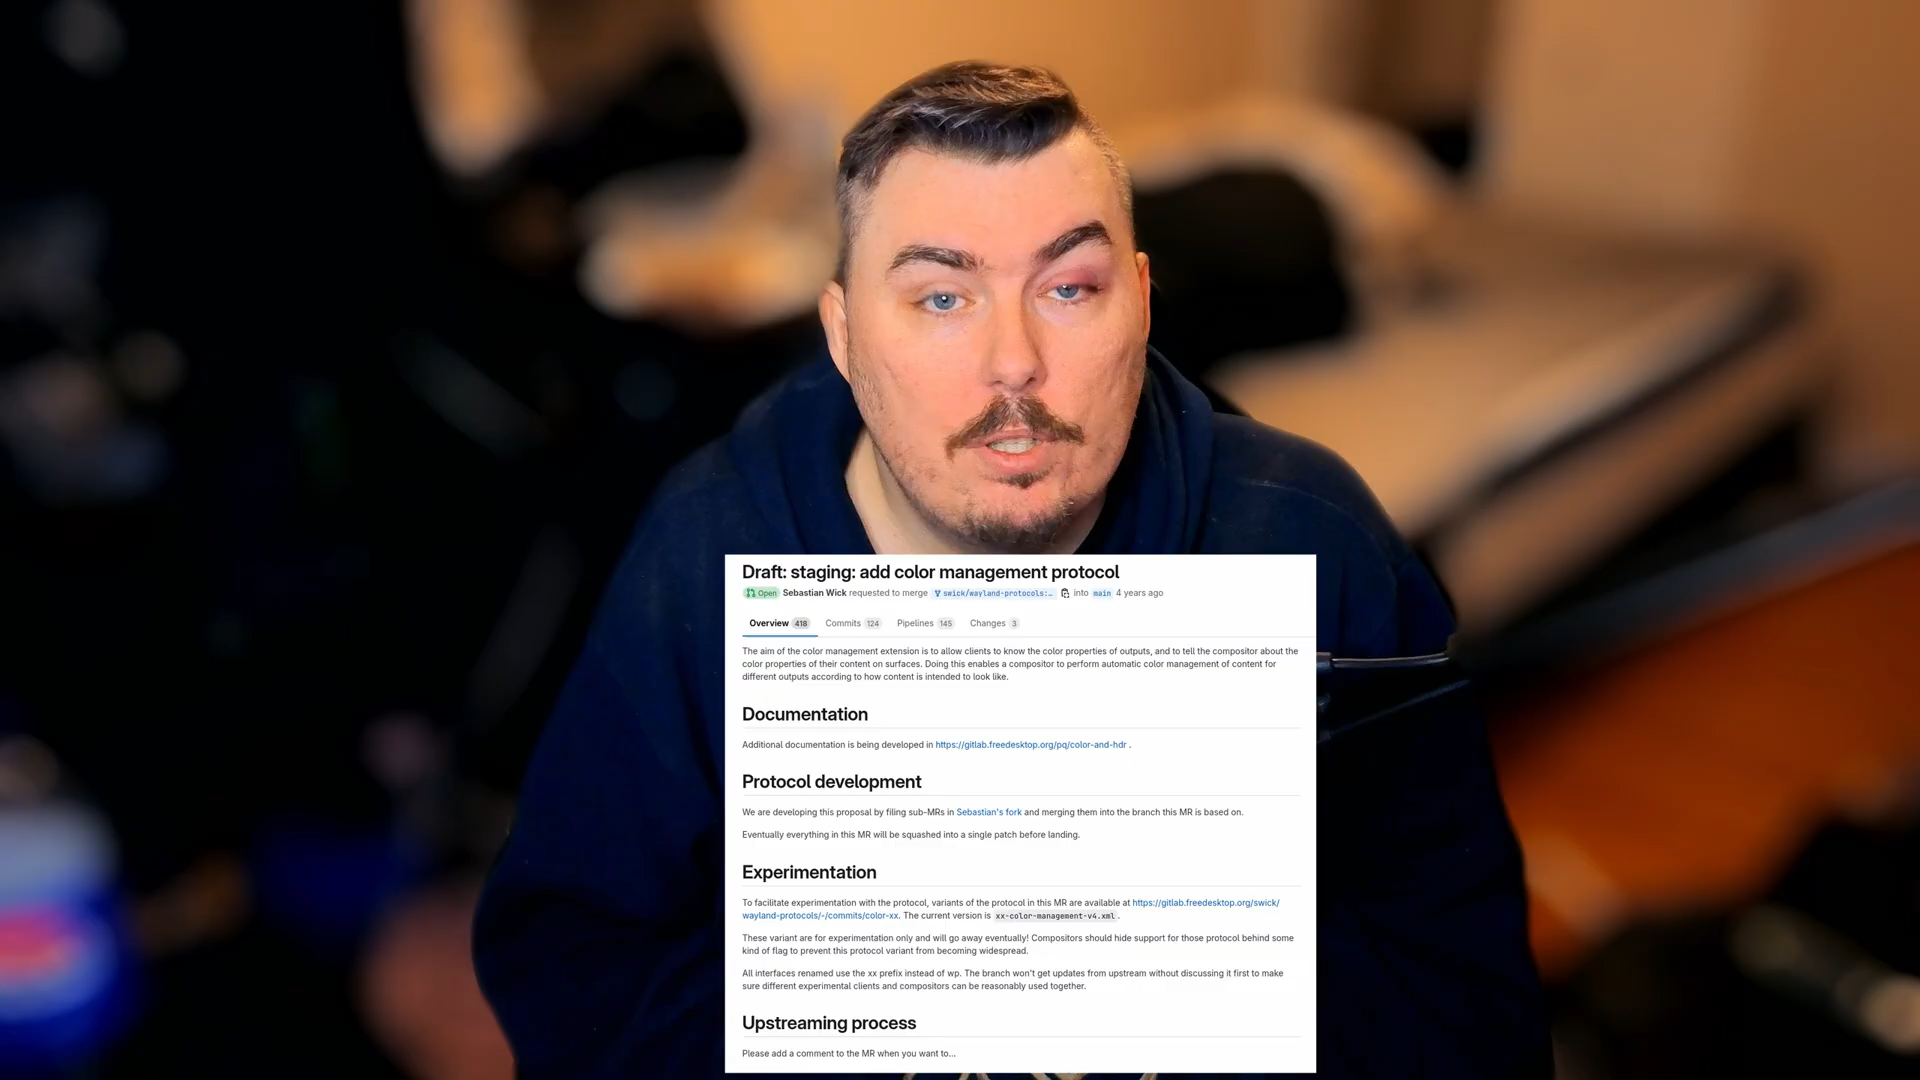 Draft: staging: add color management protocol
Open Sebastian Wick requested to merge swick/wayland-protocols:... into main 4 years ago
Overview 418 Commits 124 Pipelines 145 Changes 3
The aim of the color management extension is to allow clients to know the color properties of outputs, and to tell the compositor about the
color properties of their content on surfaces. Doing this enables a compositor to perform automatic color management of content for
different outputs according to how content is intended to look like.
Documentation
Additional documentation is being developed in https://gitlab.freedesktop.org/pq/color-and-hdr .
Protocol development
We are developing this proposal by filing sub-MRs in Sebastian's fork and merging them into the branch this MR is based on.
Eventually everything in this MR will be squashed into a single patch before landing.
Experimentation
To facilitate experimentation with the protocol, variants of the protocol in this MR are available at https://gitlab.freedesktop.org/swick/
wayland-protocols/-/commits/color-xx. The current version is xx-color-management-v4.xml .
These variant are for experimentation only and will go away eventually! Compositors should hide support for those protocol behind some
kind of flag to prevent this protocol variant from becoming widespread.
All interfaces renamed use the xx prefix instead of wp. The branch won't get updates from upstream without discussing it first to make
sure different experimental clients and compositors can be reasonably used together.
Upstreaming process
Please add a comment to the MR when you want to...